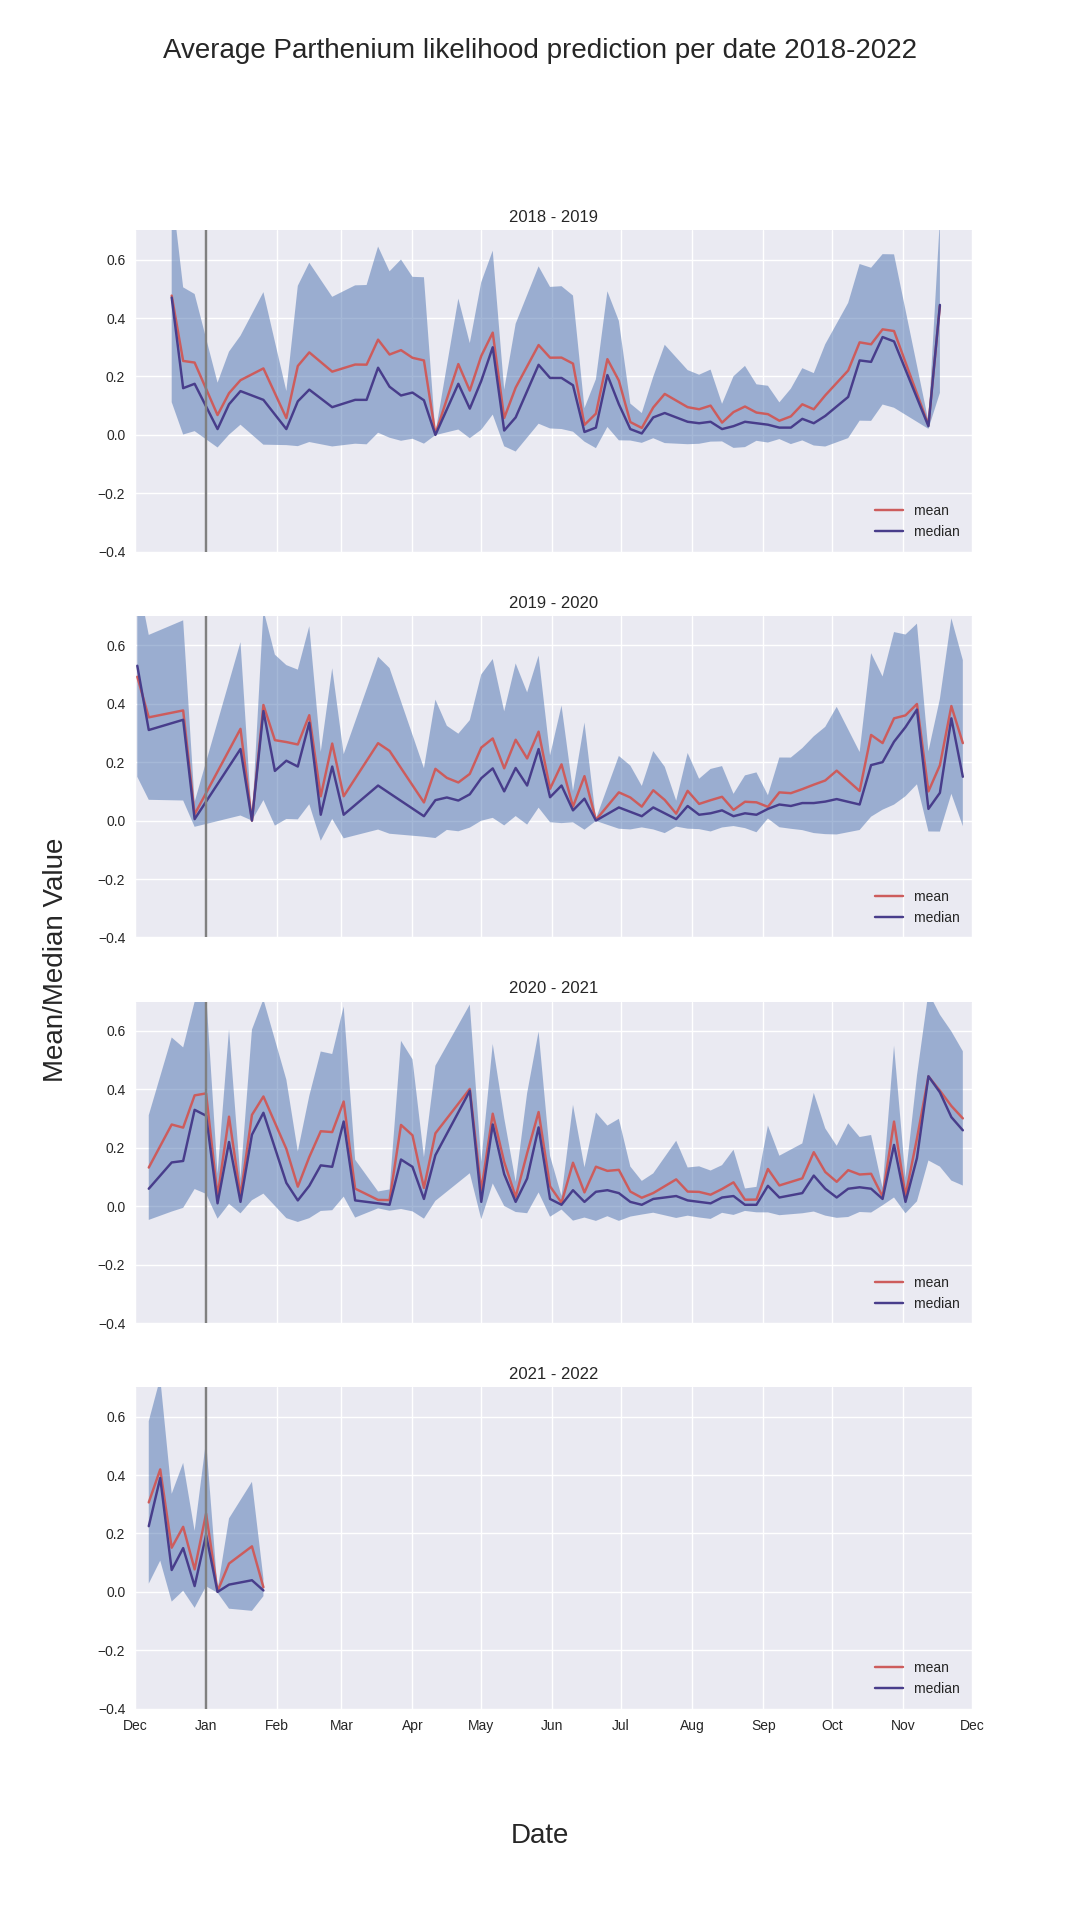 Average Parthenium likelihood prediction per date 2018-2022
2018 - 2019
0.6
0.4
0.2
0.0
−0.2
−0.4
mean
median
2019 - 2020
0.6
0.4
0.2
0.0
−0.2
−0.4
mean
median
Mean/Median Value
2020 - 2021
0.6
0.4
0.2
0.0
−0.2
−0.4
mean
median
2021 - 2022
0.6
0.4
0.2
0.0
−0.2
−0.4
mean
median
Dec Jan Feb Mar Apr May Jun Jul Aug Sep Oct Nov Dec
Date